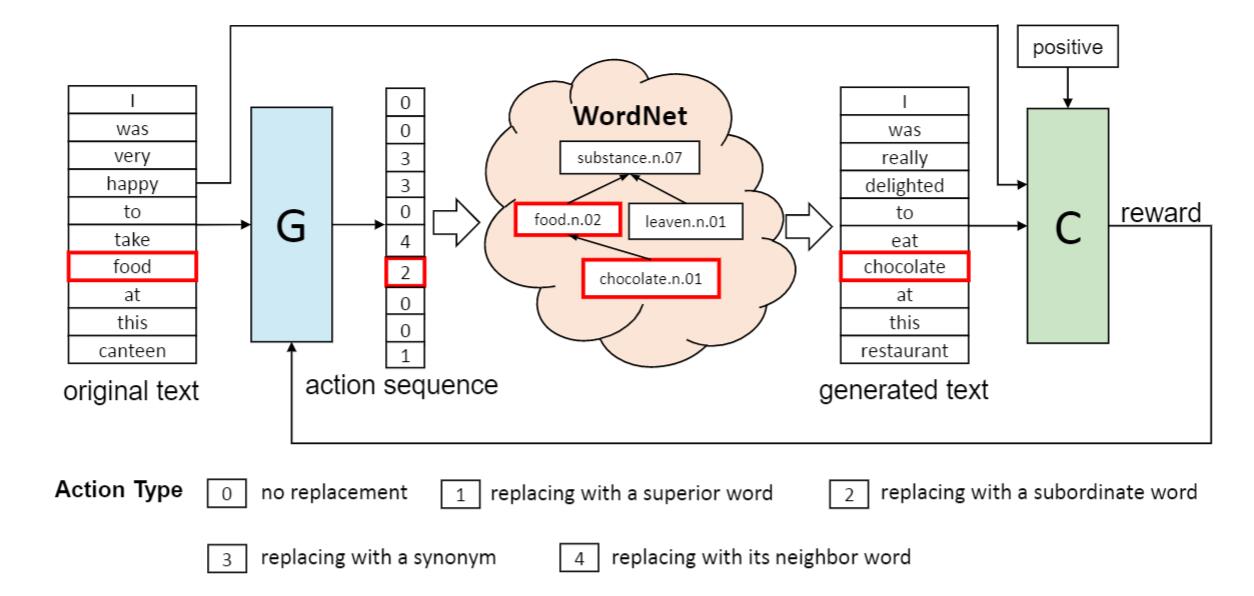 positive
I
was
very
happy
to
take
food
at
this
canteen
original text
G
0
0
3
3
0
4
2
0
0
1
action sequence
WordNet
substance.n.07
food.n.02
leaven.n.01
chocolate.n.01
I
was
really
delighted
to
eat
chocolate
at
this
restaurant
generated text
C
reward
Action Type
0 no replacement
1 replacing with a superior word
2 replacing with a subordinate word
3 replacing with a synonym
4 replacing with its neighbor word